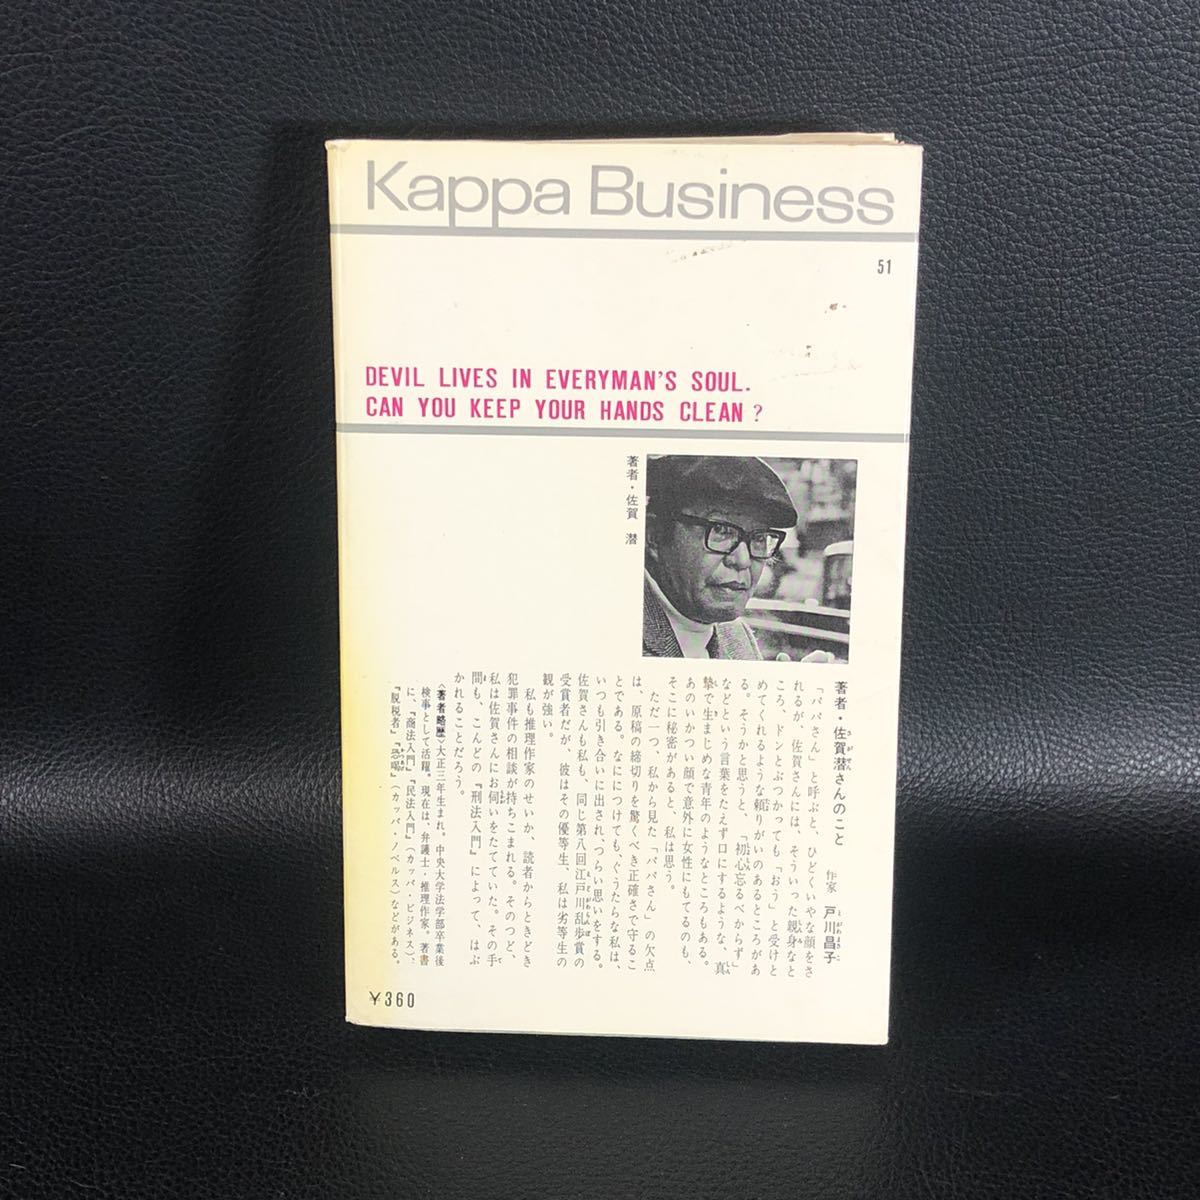 Kappa Business
51
DEVIL LIVES IN EVERYMAN'S SOUL.
CAN YOU KEEP YOUR HANDS CLEAN?
著者・佐賀 潜
著者・佐賀潜さんのこと
作家 戸川昌子
「パパさん」と呼ぶと、ひどくいやな顔をさ
れるが、佐賀さんには、そういった親身なと
ころ、ドンとぶつかっても「おう」と受けと
めてくれるような頼りがいのあるところがあ
る。そうかと思うと、「初心忘るべからず」
などという言葉をたえず口にするような、真
摯で生まじめな青年のようなところもある。
あのいかつい顔で意外に女性にもてるのも、
そこに秘密があると、私は思う。
ただ一つ、私から見た「パパさん」の欠点
は、原稿の締切りを驚くべき正確さで守るこ
とである。なにににつけても、ぐうたらな私は、
いつも引き合いに出され、つらい思いをする。
佐賀さんも私も、同じ第八回江戸川乱歩賞の
受賞者だが、彼はその優等生、私は劣等生の
観が強い。
私も推理作家のせいか、読者からときどき
犯罪事件の相談が持ちこまれる。そのつど、
私は佐賀さんにお伺いをたてていた。その手
間も、こんどの『刑法入門』によって、はぶ
かれることだろう。
〈著者略歴〉大正三年生まれ。中央大学法学部卒業後
検事として活躍。現在は、弁護士・推理作家。著書
に、『商法入門』『民法入門』（カッパ・ビジネス）、
『脱税者』『恐喝』（カッパ・ノベルス）などがある。
¥360